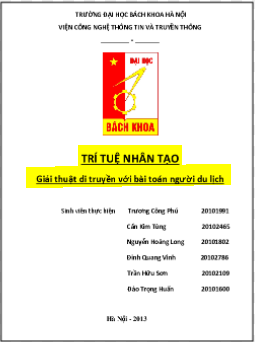 TRƯỜNG ĐẠI HỌC BÁCH KHOA HÀ NỘI
VIỆN CÔNG NGHỆ THÔNG TIN VÀ TRUYỀN THÔNG
ĐẠI HỌC
BÁCH KHOA
TRÍ TUỆ NHÂN TẠO
Giải thuật di truyền với bài toán người du lịch
Sinh viên thực hiện Trương Công Phú 20101991
Cấn Kim Tùng 20102465
Nguyễn Hoàng Long 20101802
Đinh Quang Vinh 20102786
Trần Hữu Sơn 20102109
Đào Trọng Huấn 20101600
Hà Nội - 2013